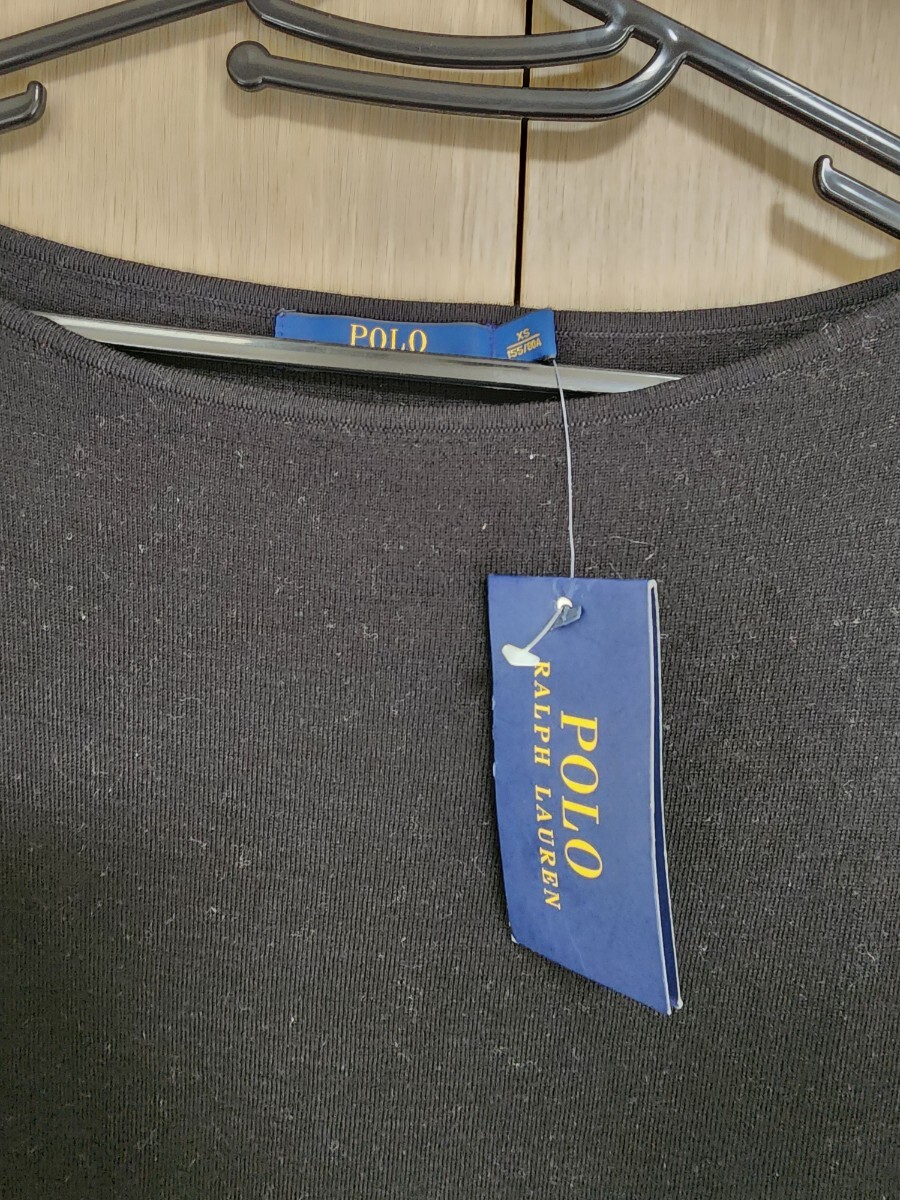 POLO
XS
155/80A
POLO
RALPH LAUREN